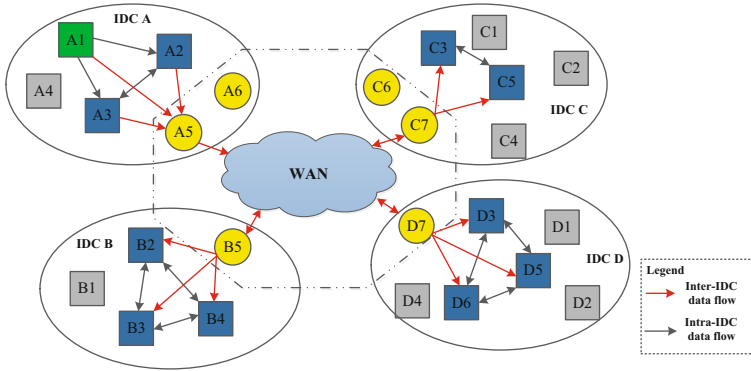 IDC A
A1
A2
A4
A3
A5
A6
IDC C
C1
C3
C2
C5
C6
C7
C4
WAN
IDC B
B2
B5
B1
B3
B4
IDC D
D7
D3
D1
D5
D4
D6
D2
Legend
Inter-IDC
data flow
Intra-IDC
data flow